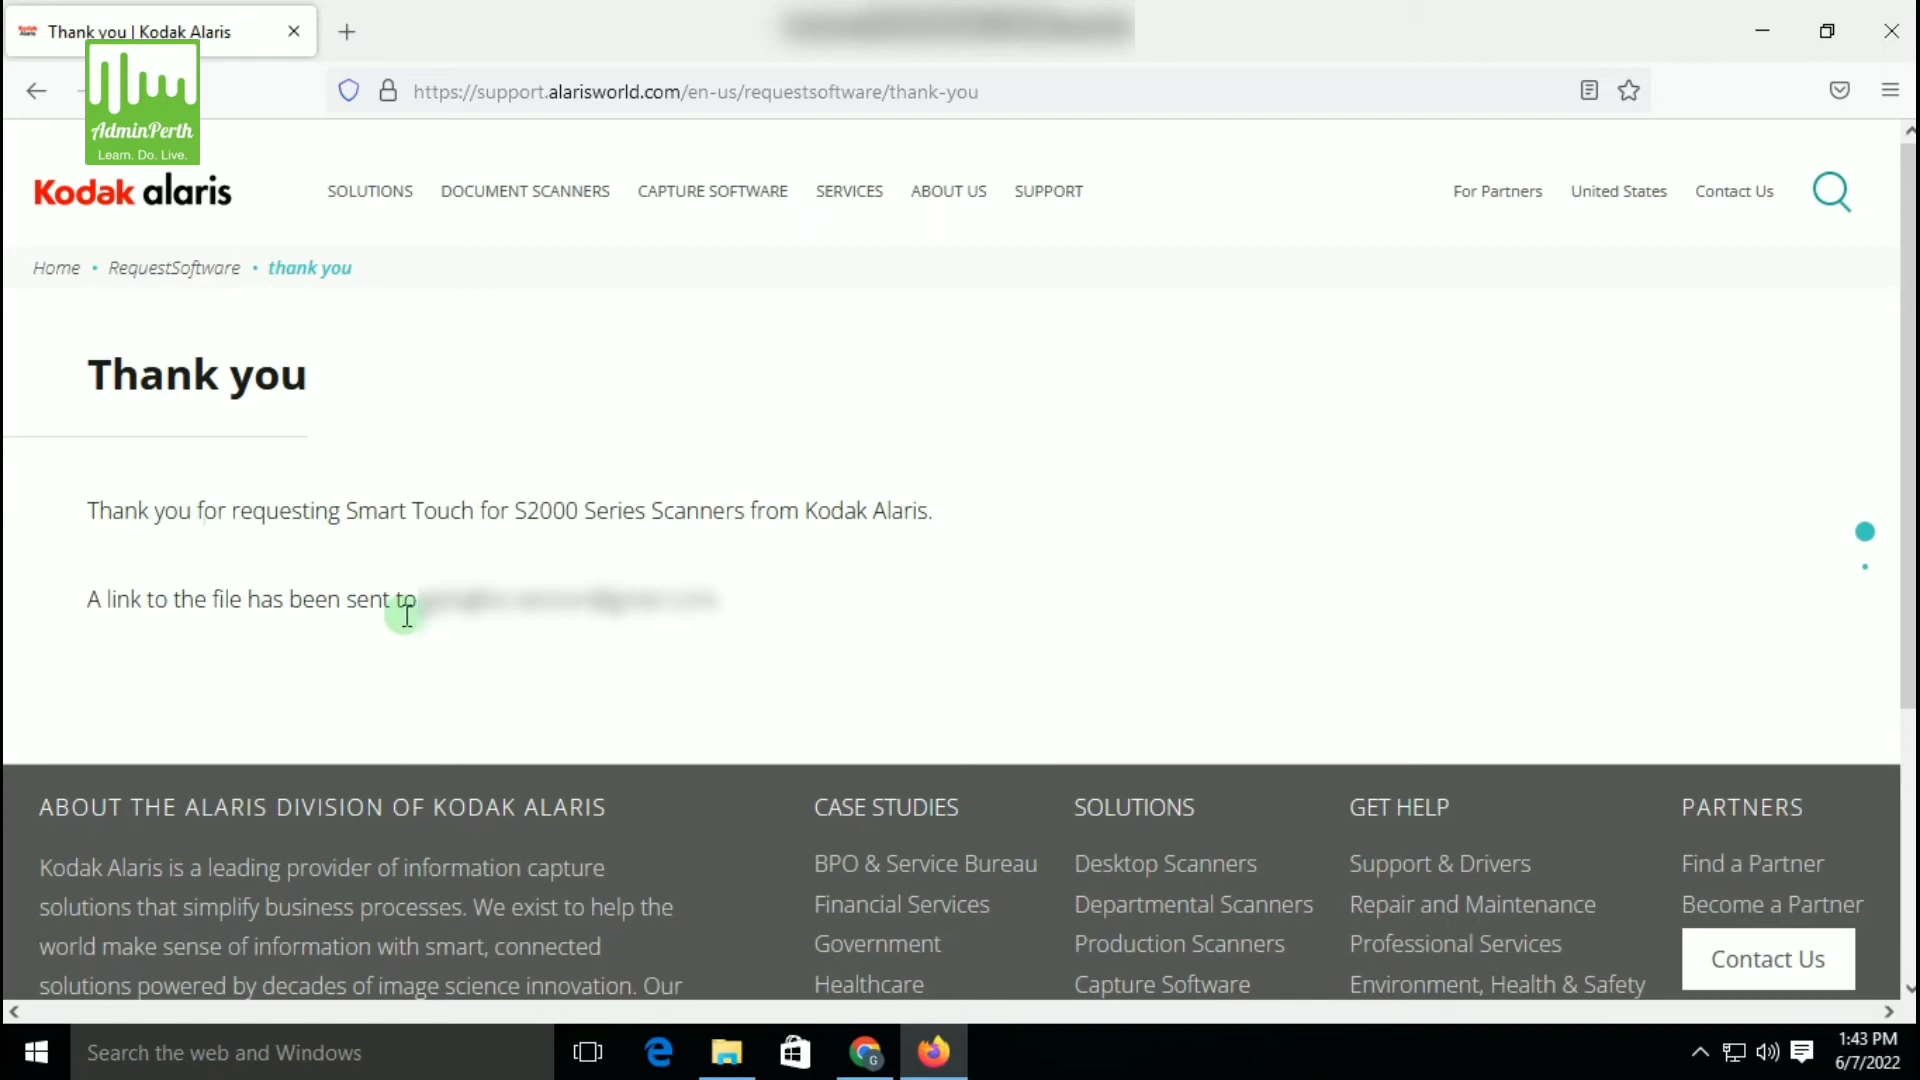 Thank you | Kodak Alaris
https://support.alarisworld.com/en-us/requestsoftware/thank-you
AdminPerth
Learn. Do. Live.
Kodak alaris
SOLUTIONS DOCUMENT SCANNERS CAPTURE SOFTWARE SERVICES ABOUT US SUPPORT For Partners United States Contact Us
Home • RequestSoftware • thank you
Thank you
Thank you for requesting Smart Touch for S2000 Series Scanners from Kodak Alaris.
A link to the file has been sent to
ABOUT THE ALARIS DIVISION OF KODAK ALARIS
Kodak Alaris is a leading provider of information capture
solutions that simplify business processes. We exist to help the
world make sense of information with smart, connected
solutions powered by decades of image science innovation. Our
CASE STUDIES
BPO & Service Bureau
Financial Services
Government
Healthcare
SOLUTIONS
Desktop Scanners
Departmental Scanners
Production Scanners
Capture Software
GET HELP
Support & Drivers
Repair and Maintenance
Professional Services
Environment, Health & Safety
PARTNERS
Find a Partner
Become a Partner
Contact Us
Search the web and Windows
1:43 PM
6/7/2022